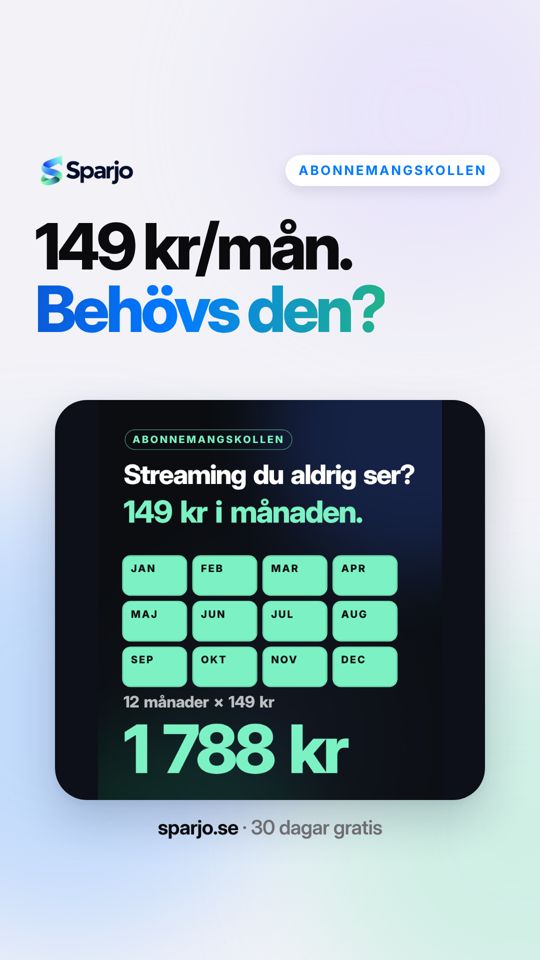 Sparjo
ABONNEMANGSKOLLEN
149 kr/mån.
Behövs den?
ABONNEMANGSKOLLEN
Streaming du aldrig ser?
149 kr i månaden.
JAN
FEB
MAR
APR
MAJ
JUN
JUL
AUG
SEP
OKT
NOV
DEC
12 månader × 149 kr
1 788 kr
sparjo.se · 30 dagar gratis